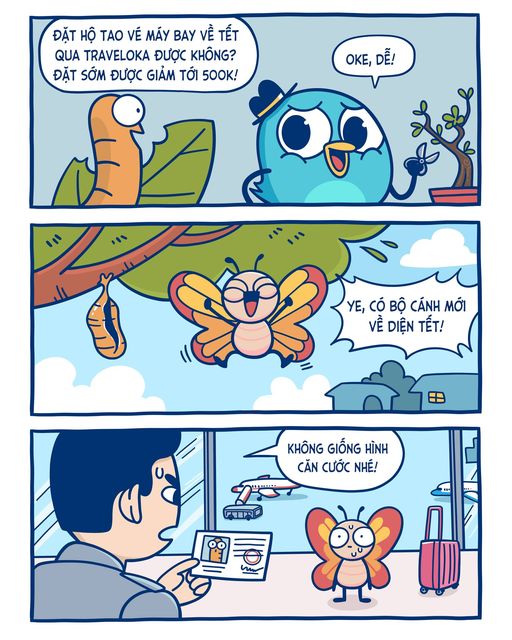 ĐẶT HỘ TAO VÉ MÁY BAY VỀ TẾT
QUA TRAVELOKA ĐƯỢC KHÔNG?
ĐẶT SỚM ĐƯỢC GIẢM TỚI 500K!
OKE, DỄ!
YE, CÓ BỘ CÁNH MỚI
VỀ DIỆN TẾT!
KHÔNG GIỐNG HÌNH
CĂN CƯỚC NHÉ!